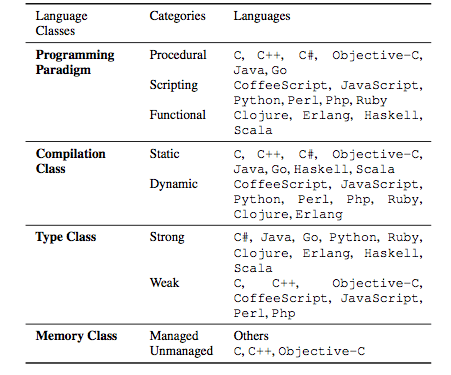 Language Categories Languages
Classes
Programming Procedural C, C++, C#, Objective-C,
Paradigm Java, Go
Scripting CoffeeScript, JavaScript,
Python, Perl, Php, Ruby
Functional Clojure, Erlang, Haskell,
Scala
Compilation Static C, C++, C#, Objective-C,
Class Java, Go, Haskell, Scala
Dynamic CoffeeScript, JavaScript,
Python, Perl, Php, Ruby,
Clojure, Erlang
Type Class Strong C#, Java, Go, Python, Ruby,
Clojure, Erlang, Haskell,
Scala
Weak C, C++, Objective-C,
CoffeeScript, JavaScript,
Perl, Php
Memory Class Managed Others
Unmanaged C, C++, Objective-C